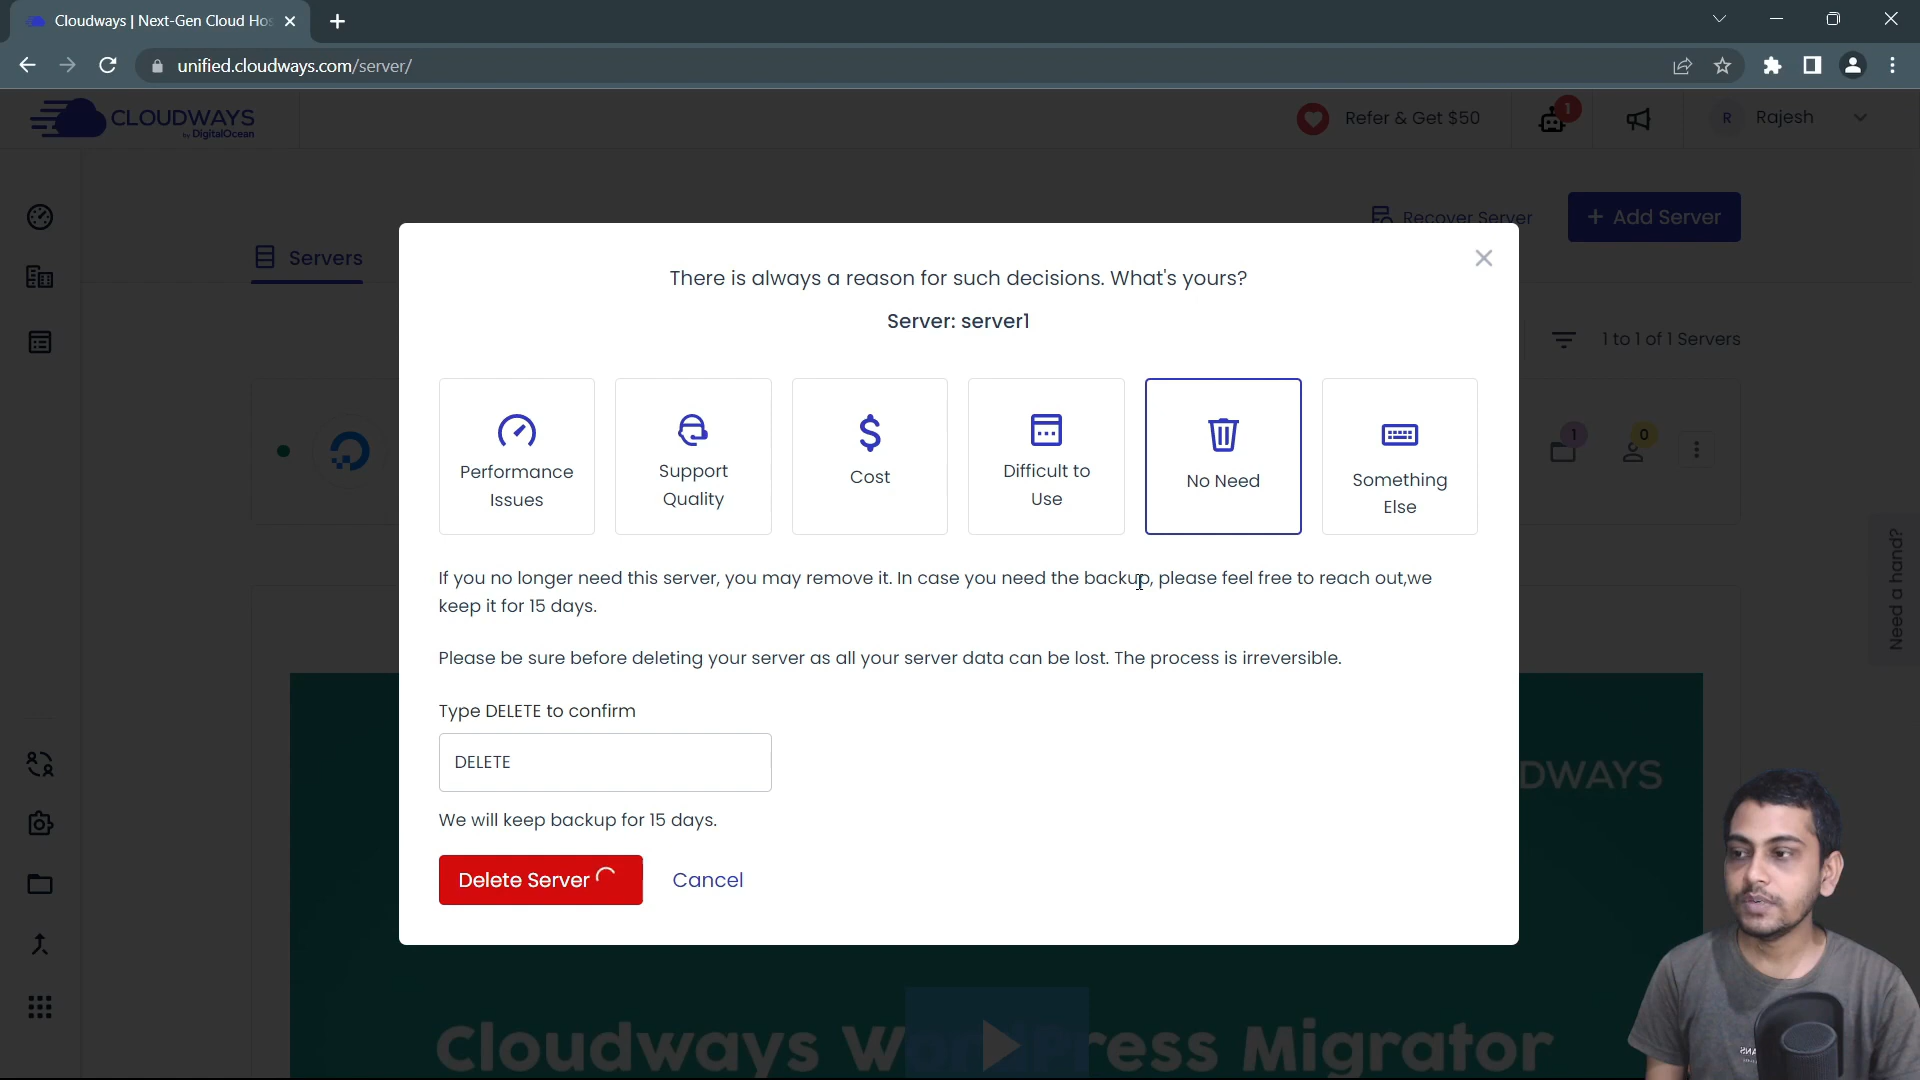 Cloudways | Next-Gen Cloud Hos
unified.cloudways.com/server/
CLOUDWAYS
by DigitalOcean
Refer & Get $50
1
R
Rajesh
Recover Server
+ Add Server
Servers
There is always a reason for such decisions. What's yours?
Server: server1
1 to 1 of 1 Servers
Performance
Issues
Support
Quality
Cost
Difficult to
Use
No Need
Something
Else
1
0
If you no longer need this server, you may remove it. In case you need the backup, please feel free to reach out,we
keep it for 15 days.
Need a hand?
Please be sure before deleting your server as all your server data can be lost. The process is irreversible.
Type DELETE to confirm
DELETE
DWAYS
We will keep backup for 15 days.
Delete Server
Cancel
Cloudways WordPress Migrator